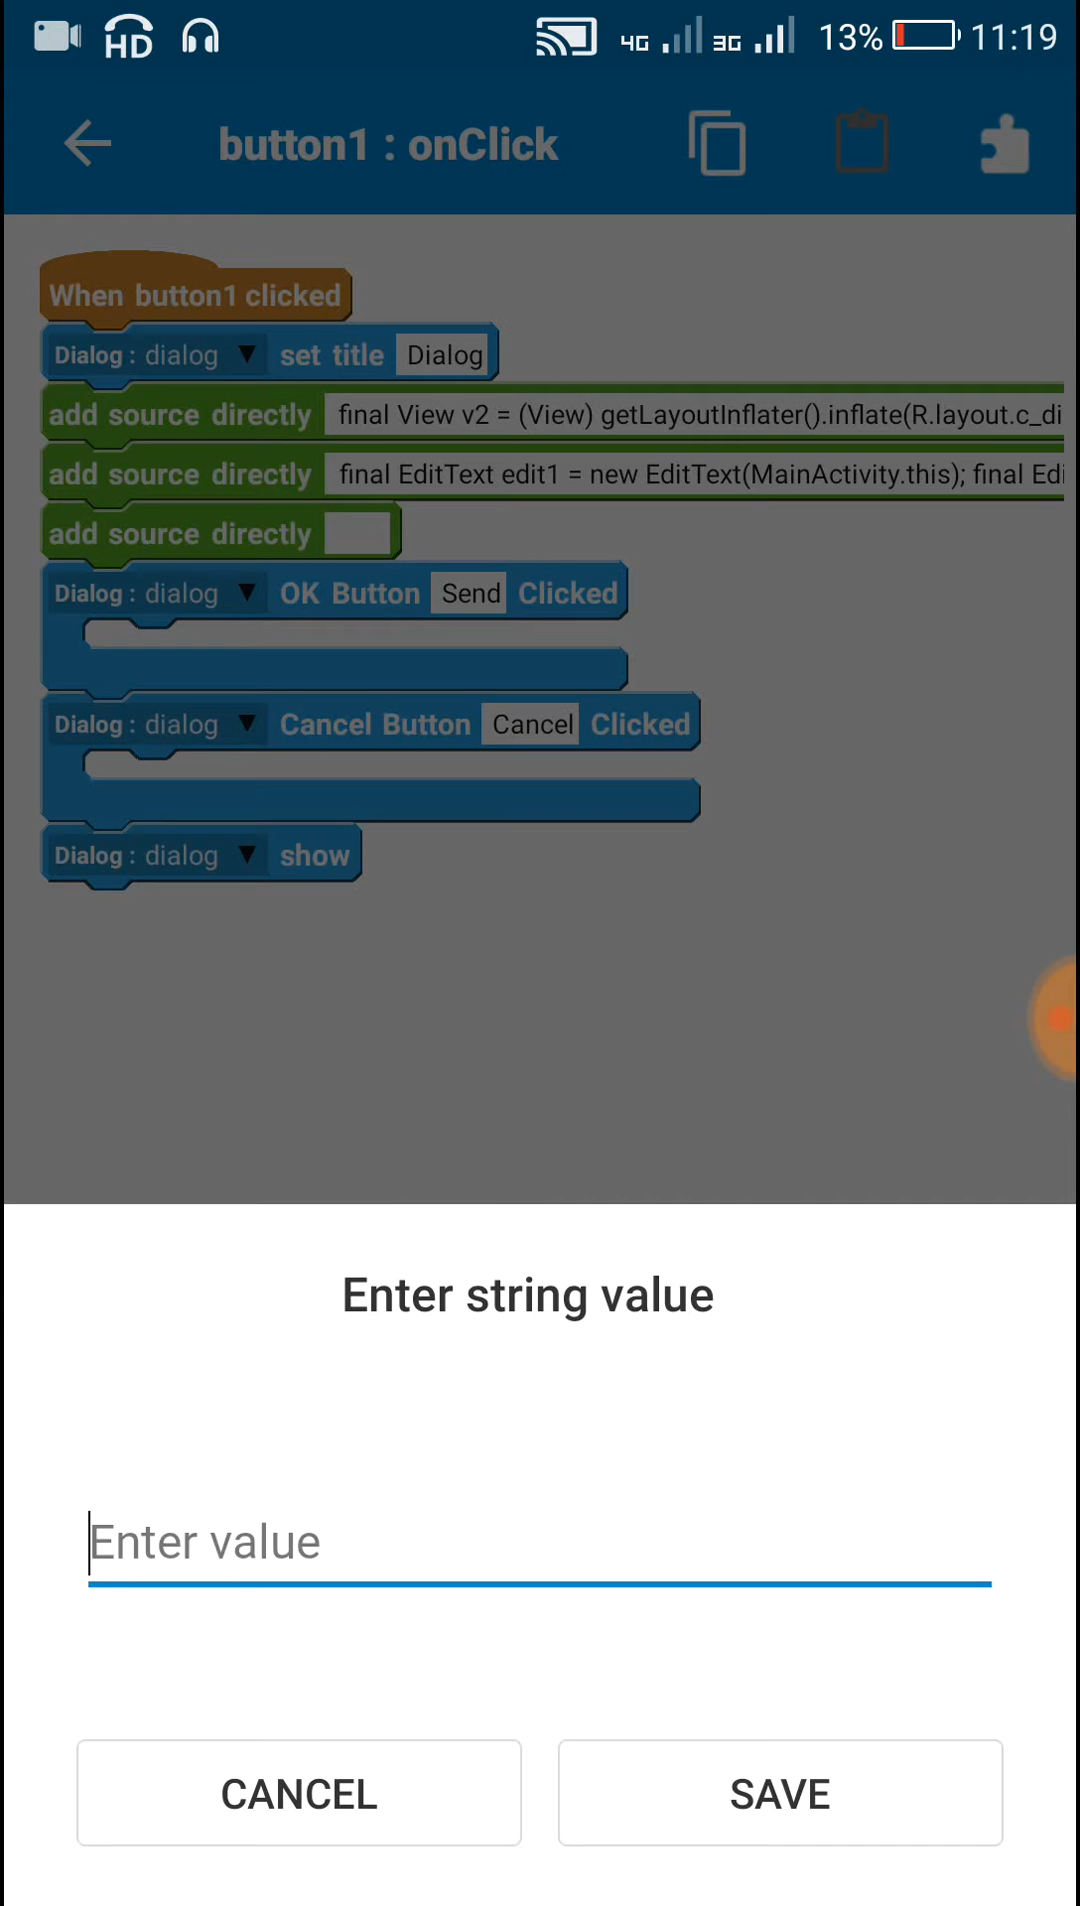 HD 4G 3G 13% 11:19
button1 : onClick
When button1 clicked
Dialog : dialog ▼ set title Dialog
add source directly final View v2 = (View) getLayoutInflater().inflate(R.layout.c_di
add source directly final EditText edit1 = new EditText(MainActivity.this); final Edi
add source directly
Dialog : dialog ▼ OK Button Send Clicked
Dialog : dialog ▼ Cancel Button Cancel Clicked
Dialog : dialog ▼ show
Enter string value
Enter value
CANCEL SAVE